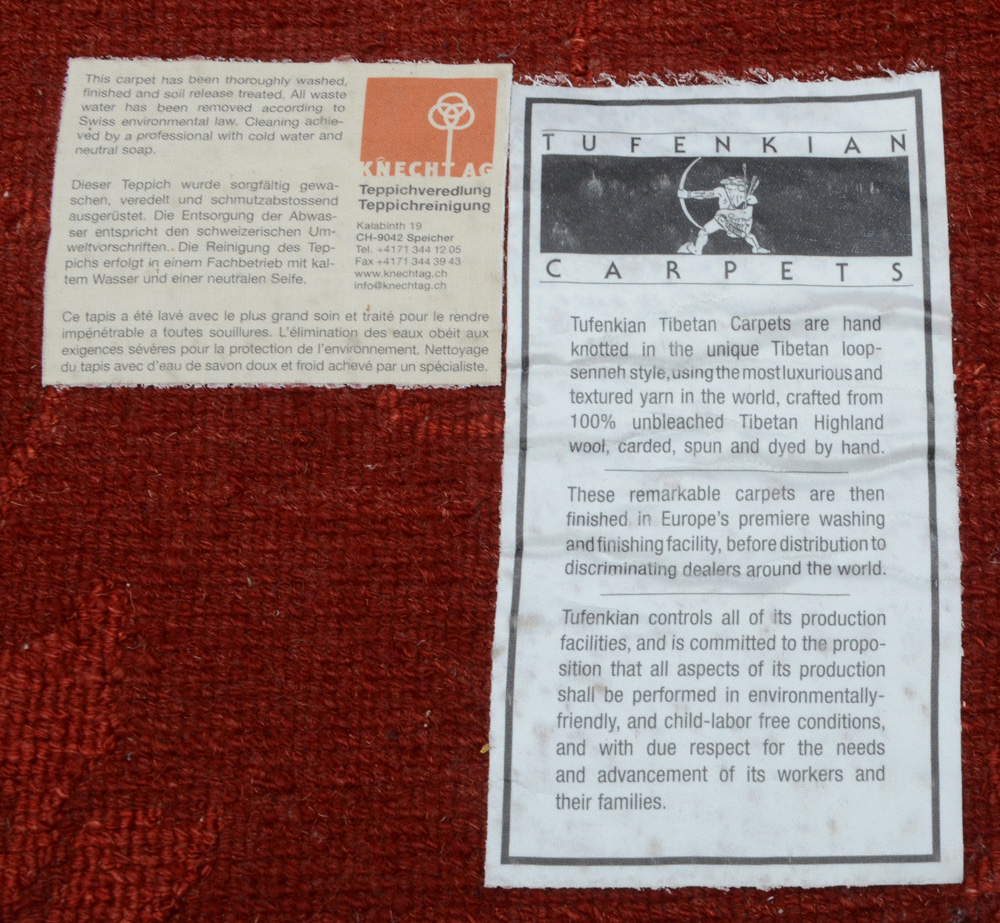 This carpet has been thoroughly washed,
finished and soil release treated. All waste
water has been removed according to
Swiss environmental law. Cleaning achie-
ved by a professional with cold water and
neutral soap.
Dieser Teppich wurde sorgfältig gewa-
schen, veredelt und schmutzabstossend
ausgerüstet. Die Entsorgung der Abwas-
ser entspricht den schweizerischen Um-
weltvorschriften. Die Reinigung des Tep-
pichs erfolgt in einem Fachbetrieb mit kal-
tem Wasser und einer neutralen Seife.
KNECHT AG
Teppichveredlung
Teppichreinigung
Kalabinth 19
CH-9042 Speicher
Tel. +4171 344 12 05
Fax +4171 344 39 43
www.knechtag.ch
info@knechtag.ch
Ce tapis a été lavé avec le plus grand soin et traité pour le rendre
impénétrable a toutes souillures. L'élimination des eaux obéit aux
exigences sévéres pour la protection de l'environnement. Nettoyage
du tapis avec d'eau de savon doux et froid achevé par un spécialiste.
TUFENKIAN
CARPETS
Tufenkian Tibetan Carpets are hand
knotted in the unique Tibetan loop-
senneh style, using the most luxurious and
textured yarn in the world, crafted from
100% unbleached Tibetan Highland
wool, carded, spun and dyed by hand.
These remarkable carpets are then
finished in Europe's premiere washing
and finishing facility, before distribution to
discriminating dealers around the world.
Tufenkian controls all of its production
facilities, and is committed to the propo-
sition that all aspects of its production
shall be performed in environmentally-
friendly, and child-labor free conditions,
and with due respect for the needs
and advancement of its workers and
their families.